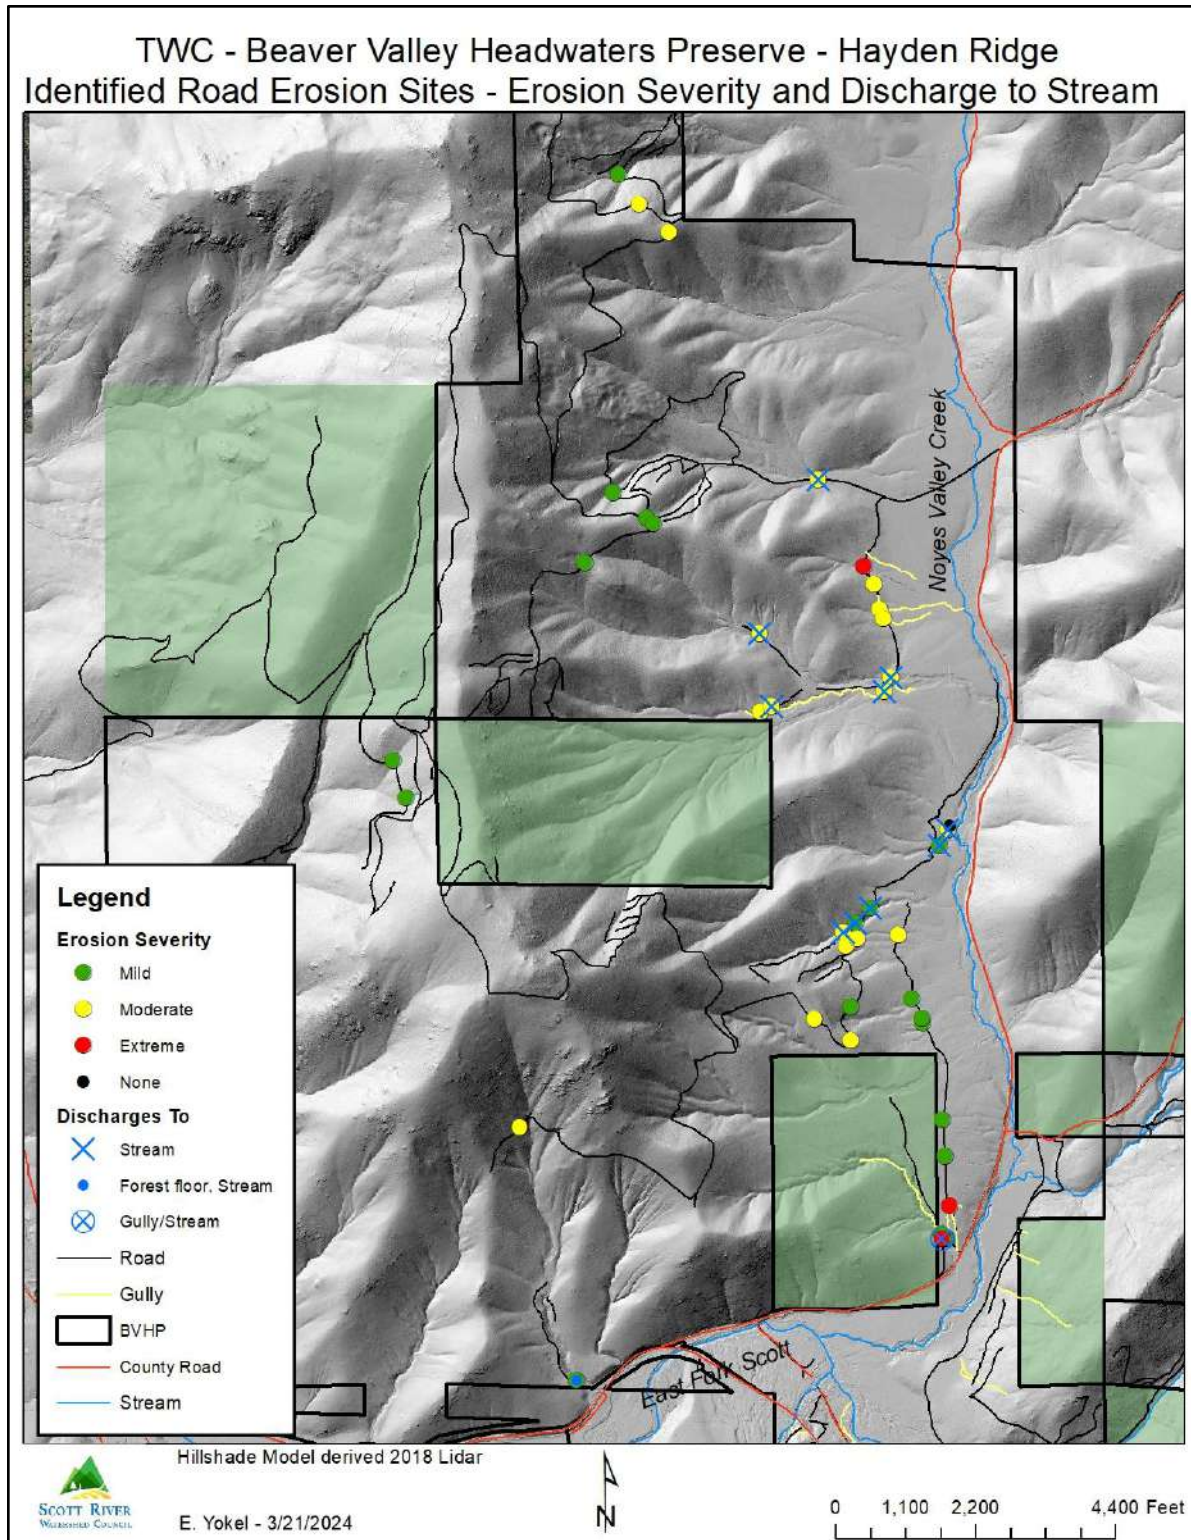 TWC - Beaver Valley Headwaters Preserve - Hayden Ridge
Identified Road Erosion Sites - Erosion Severity and Discharge to Stream
Noyes Valley Creek
East Fork Scott
Legend
Erosion Severity
Mild
Moderate
Extreme
None
Discharges To
Stream
Forest floor, Stream
Gully/Stream
Road
Gully
BVHP
County Road
Stream
Hillshade Model derived 2018 Lidar
SCOTT RIVER
WATERSHED COUNCIL
E. Yokel - 3/21/2024
N
0 1,100 2,200 4,400 Feet